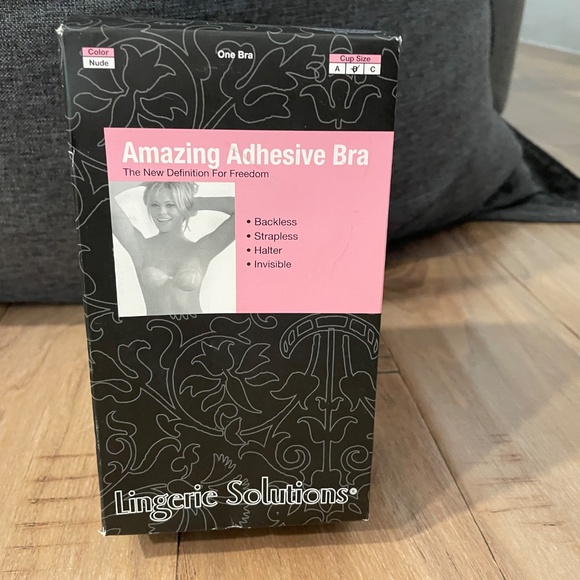 Color
Nude
One Bra
Cup Size
A B C
Amazing Adhesive Bra
The New Definition For Freedom
• Backless
• Strapless
• Halter
• Invisible
Lingerie Solutions®